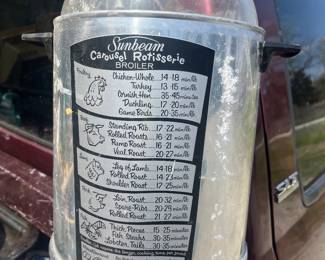 Sunbeam
Carousel Rotisserie
BROILER
Poultry
Chicken-Whole....14-18 min/lb
Turkey....13-15 min/lb
Cornish Hen....35-45 minutes
Duckling....17-20 min/lb
Game Birds....20-35 min/lb
Standing Rib....17-22 min/lb
Rolled Roasts....16-21 min/lb
Rump Roast....16-21 min/lb
Veal Roast....20-27 min/lb
Leg of Lamb....14-18 min/lb
Rolled Roast....14-23 min/lb
Shoulder Roast....17-25 min/lb
Loin, Roast....20-32 min/lb
Spare-Ribs....20-29 min/lb
Rolled Roast....21-27 min/lb
Thick, Pieces....15-25 minutes
Fish, Steaks....30-35 minutes
Lobster, Tails....30-35 minutes